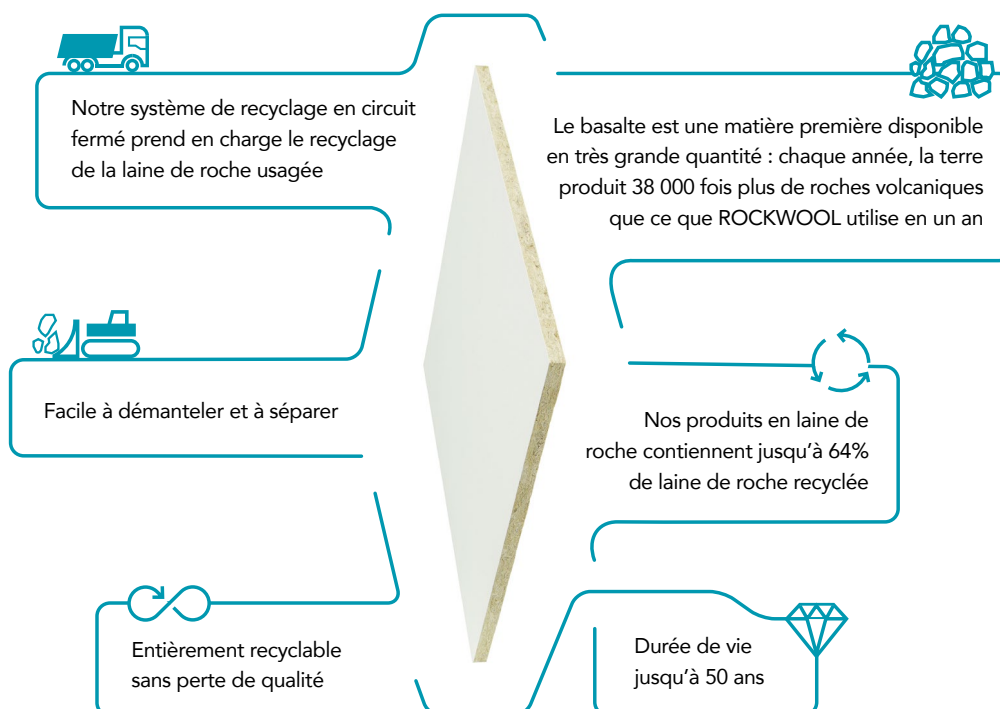 Notre système de recyclage en circuit
fermé prend en charge le recyclage
de la laine de roche usagée
Le basalte est une matière première disponible
en très grande quantité : chaque année, la terre
produit 38 000 fois plus de roches volcaniques
que ce que ROCKWOOL utilise en un an
Facile à démanteler et à séparer
Nos produits en laine de
roche contiennent jusqu'à 64%
de laine de roche recyclée
Entièrement recyclable
sans perte de qualité
Durée de vie
jusqu'à 50 ans